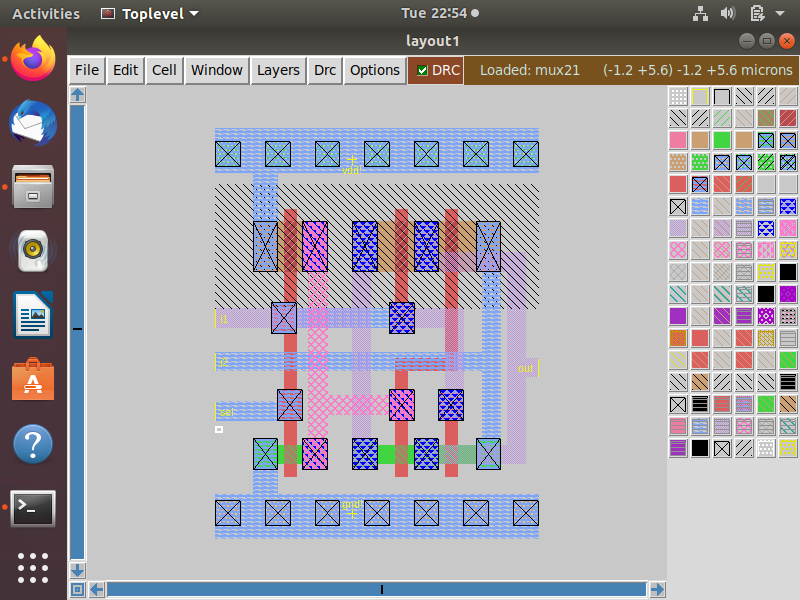 Activities Toplevel Tue 22:54
layout1
File Edit Cell Window Layers Drc Options DRC Loaded: mux21 (-1.2 +5.6) -1.2 +5.6 microns
vdd!
i1
out
sel
gnd!